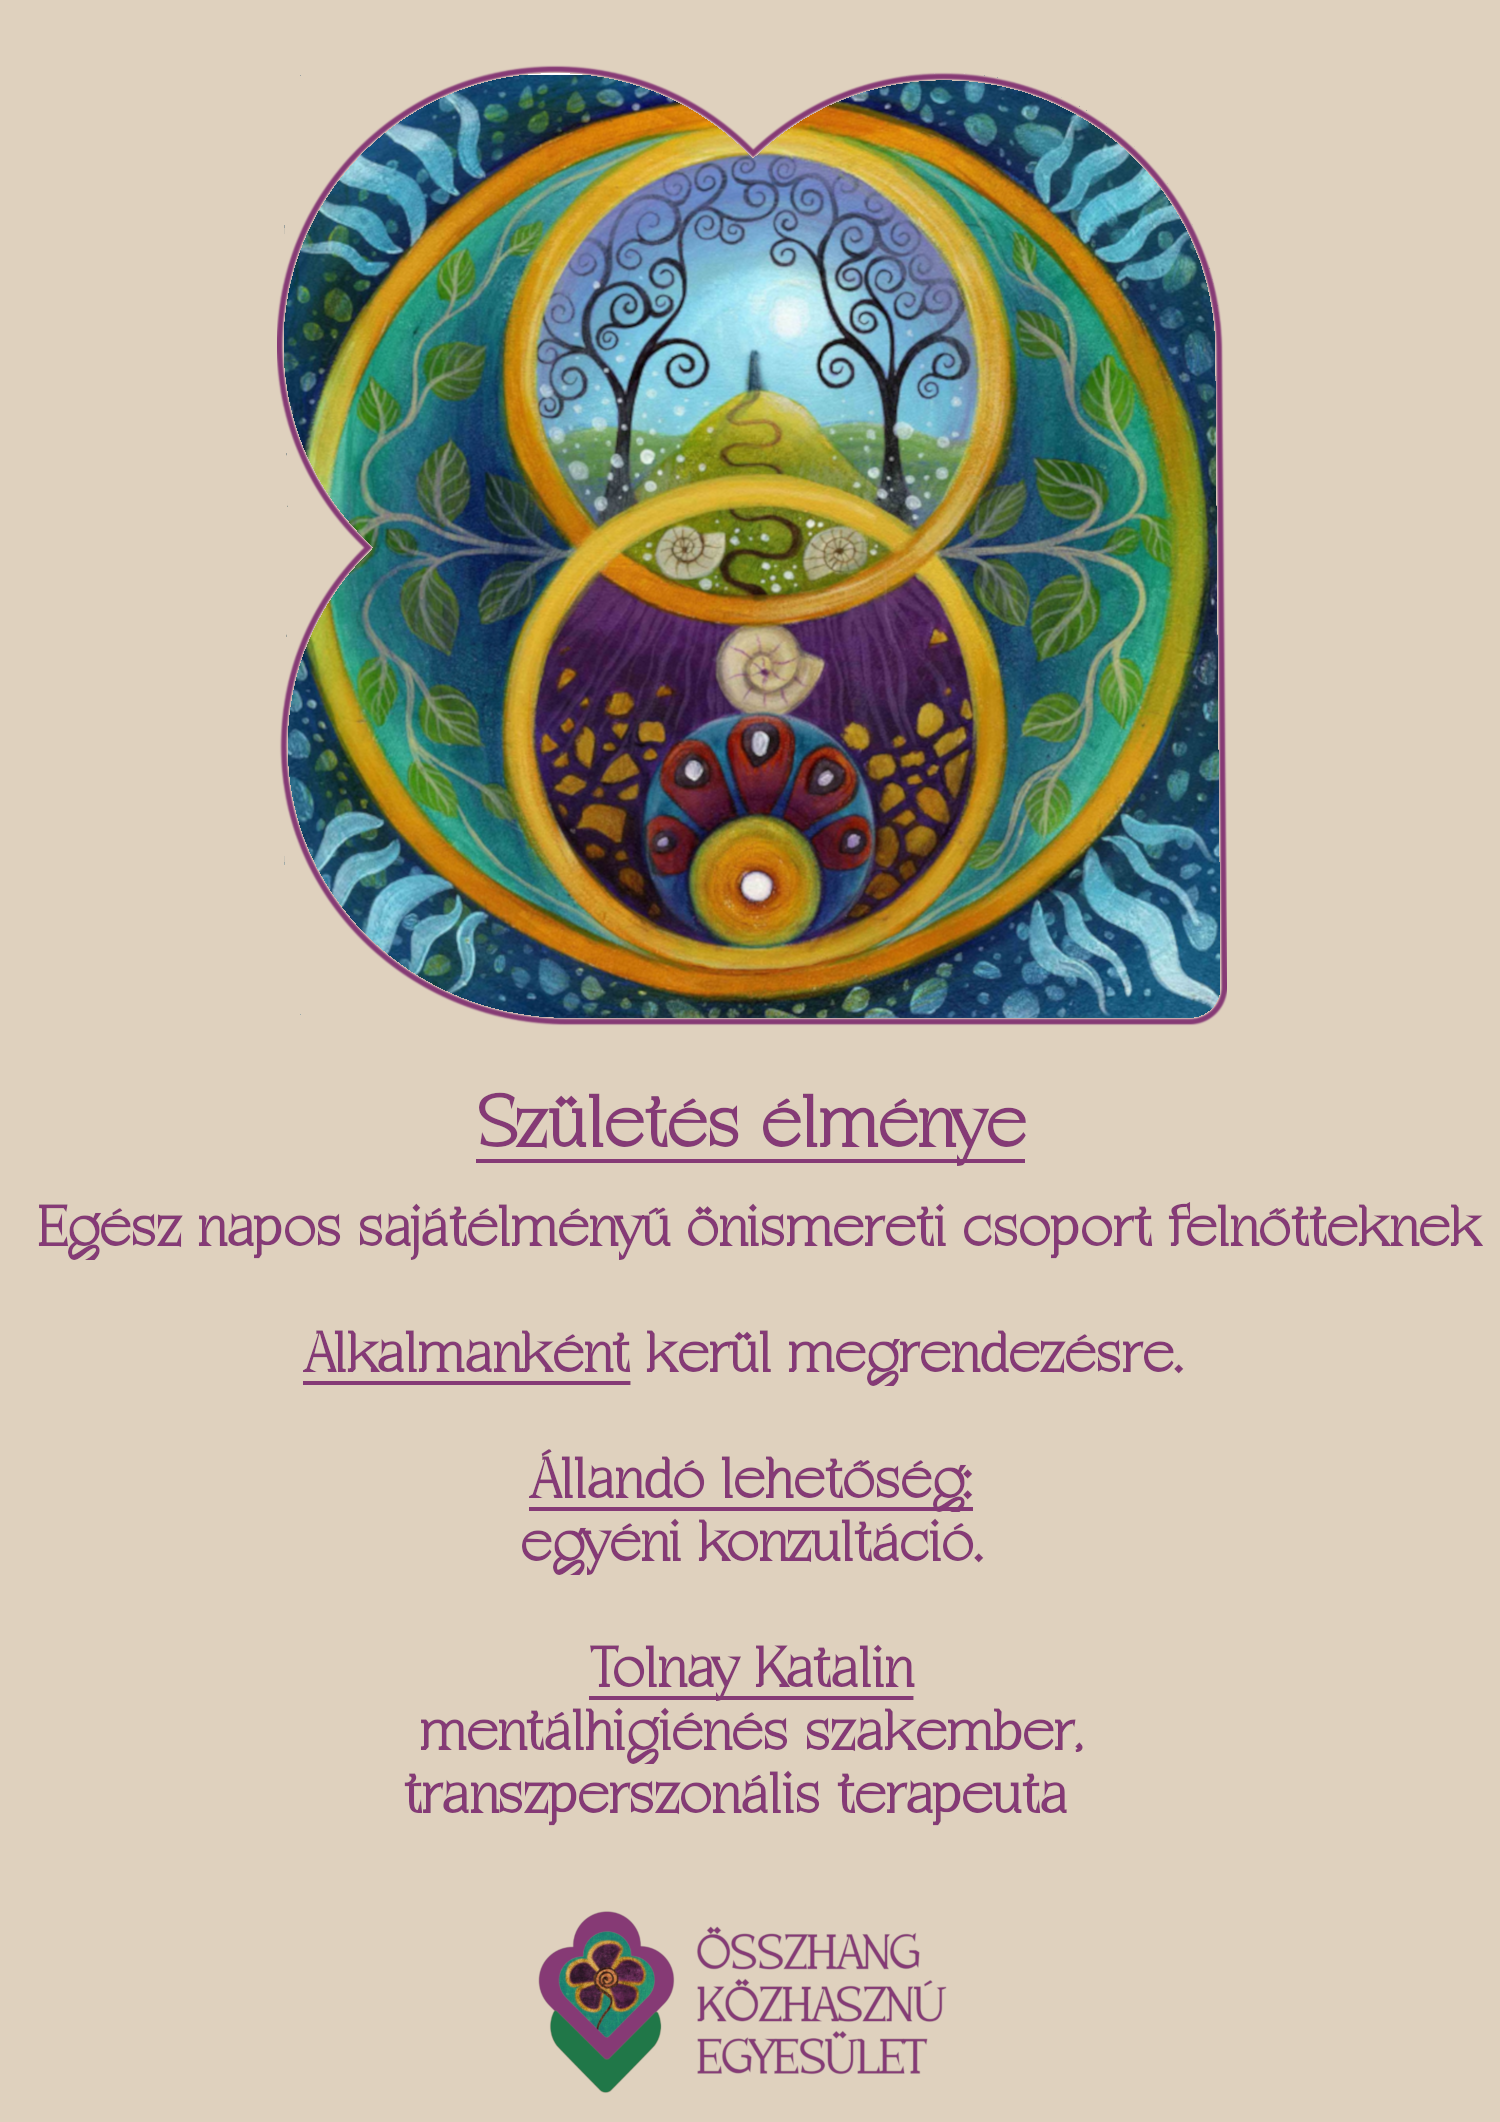 Születés élménye
Egész napos sajátélményű önismereti csoport felnőtteknek
Alkalmanként kerül megrendezésre.
Állandó lehetőség:
egyéni konzultáció.
Tolnay Katalin
mentálhigiénés szakember,
transzperszonális terapeuta
ÖSSZHANG
KÖZHASZNÚ
EGYESÜLET